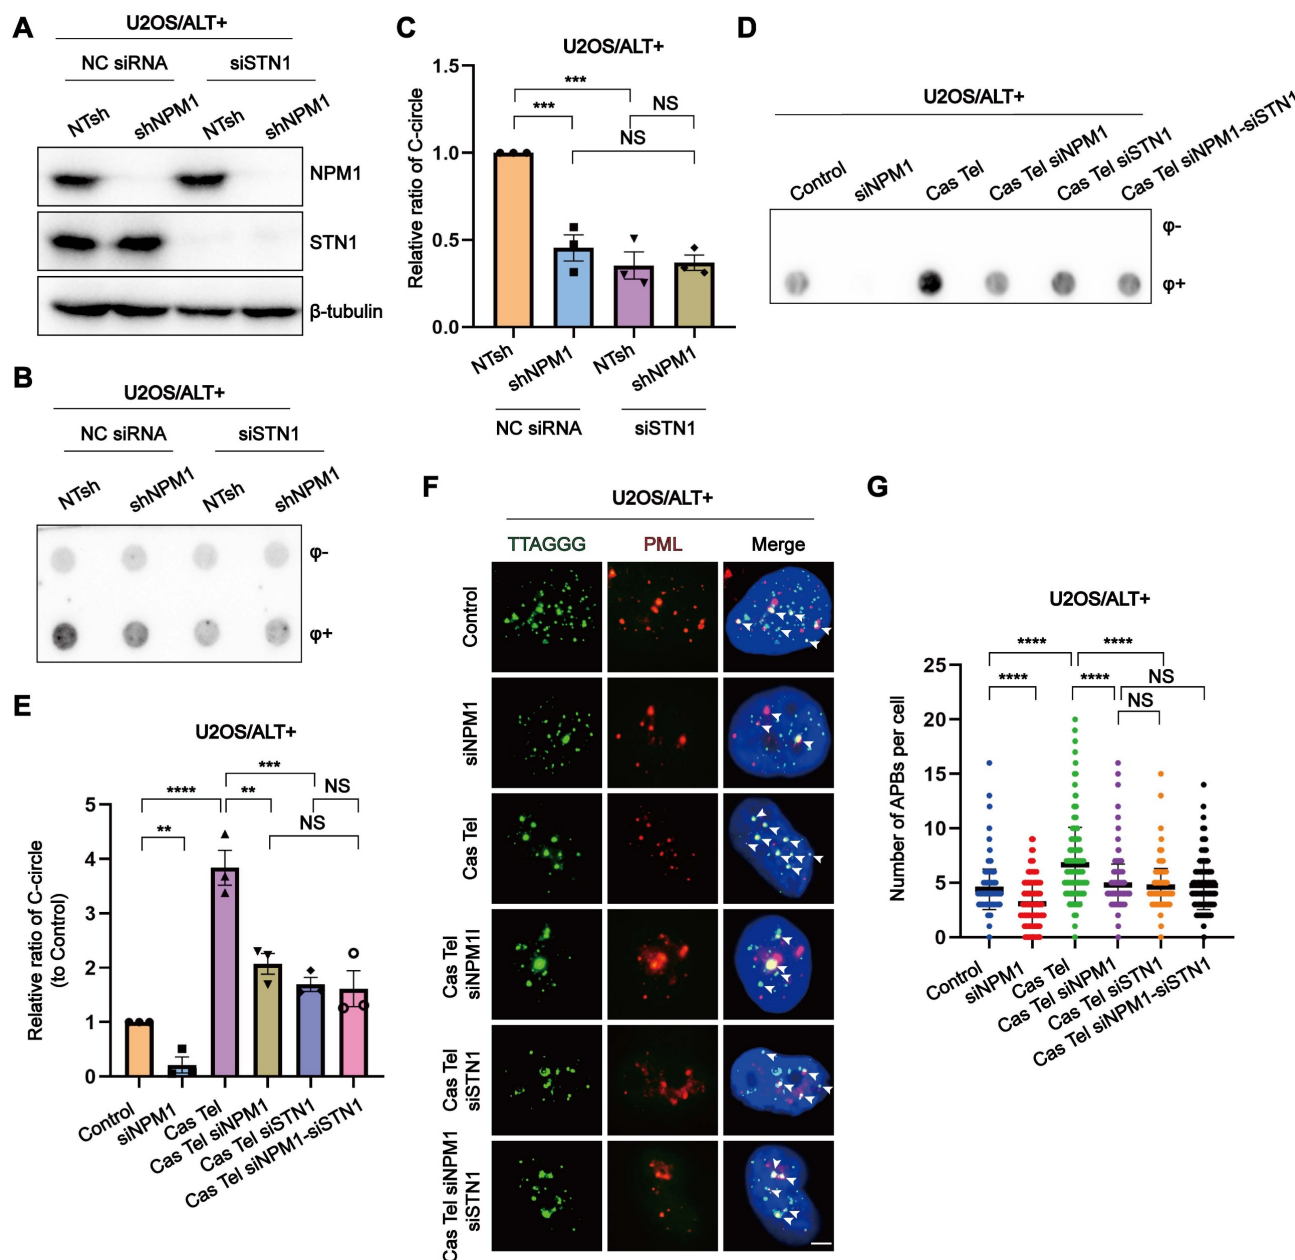 A
U2OS/ALT+
NC siRNA siSTN1
NTsh shNPM1 NTsh shNPM1
NPM1
STN1
β-tubulin
B
U2OS/ALT+
NC siRNA siSTN1
NTsh shNPM1 NTsh shNPM1
φ-
φ+
C
U2OS/ALT+
Relative ratio of C-circle
1.5
1.0
0.5
0.0
***
***
NS
NS
NTsh shNPM1 NTsh shNPM1
NC siRNA siSTN1
D
U2OS/ALT+
Control siNPM1 Cas Tel Cas Tel siNPM1 Cas Tel siSTN1 Cas Tel siNPM1-siSTN1
φ-
φ+
E
U2OS/ALT+
Relative ratio of C-circle
(to Control)
5
4
3
2
1
0
****
**
***
**
NS
NS
Control siNPM1 Cas Tel Cas Tel siNPM1 Cas Tel siSTN1 Cas Tel siNPM1-siSTN1
F
U2OS/ALT+
TTAGGG PML Merge
Control
siNPM1
Cas Tel
Cas Tel
siNPM1l
Cas Tel
siSTN1
Cas Tel siNPM1
siSTN1
G
U2OS/ALT+
Number of APBs per cell
25
20
15
10
5
0
****
****
****
****
NS
NS
Control siNPM1 Cas Tel Cas Tel siNPM1 Cas Tel siSTN1 Cas Tel siNPM1-siSTN1